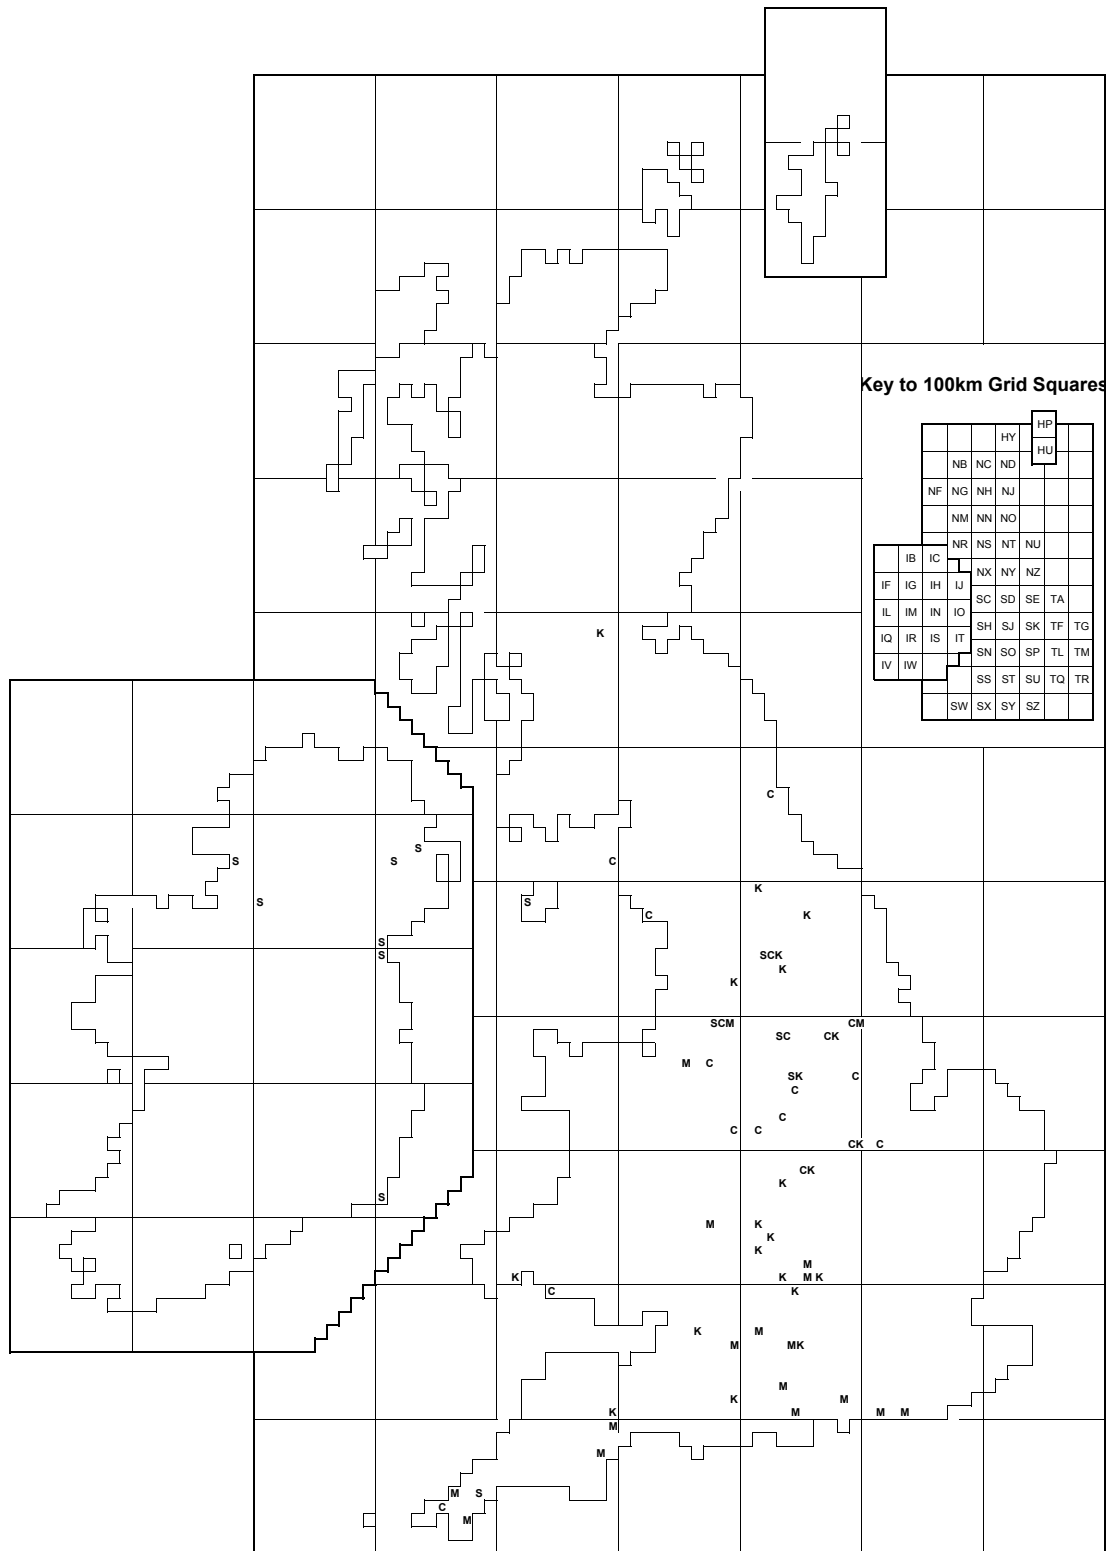 Key to 100km Grid Squares
HP
HY
HU
NB NC ND
NF NG NH NJ
NM NN NO
NR NS NT NU
IB IC
NX NY NZ
IF IG IH IJ
SC SD SE TA
IL IM IN IO
SH SJ SK TF TG
IQ IR IS IT
SN SO SP TL TM
IV IW
SS ST SU TQ TR
SW SX SY SZ
K
C
S
S S C
K
S S C
K
S
SCK
S
K
K
SCM CM
SC CK
M C
SK C
C
C
C C
CK C
CK
K
S
M K
K
K
M
K K M K
C K
K M
M MK
M
K M
K M M M
M
M
M S
C
M